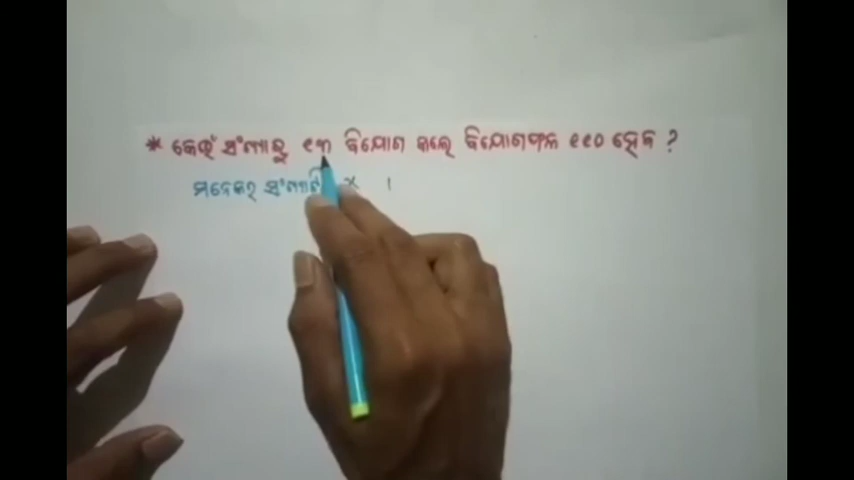 * କେଉଁ ସଂଖ୍ୟାରୁ ୧୩ ବିଯୋଗ କଲେ ବିଯୋଗଫଳ ୧୧୦ ହେବ ?
ମନେକର ସଂଖ୍ୟାଟି x ।